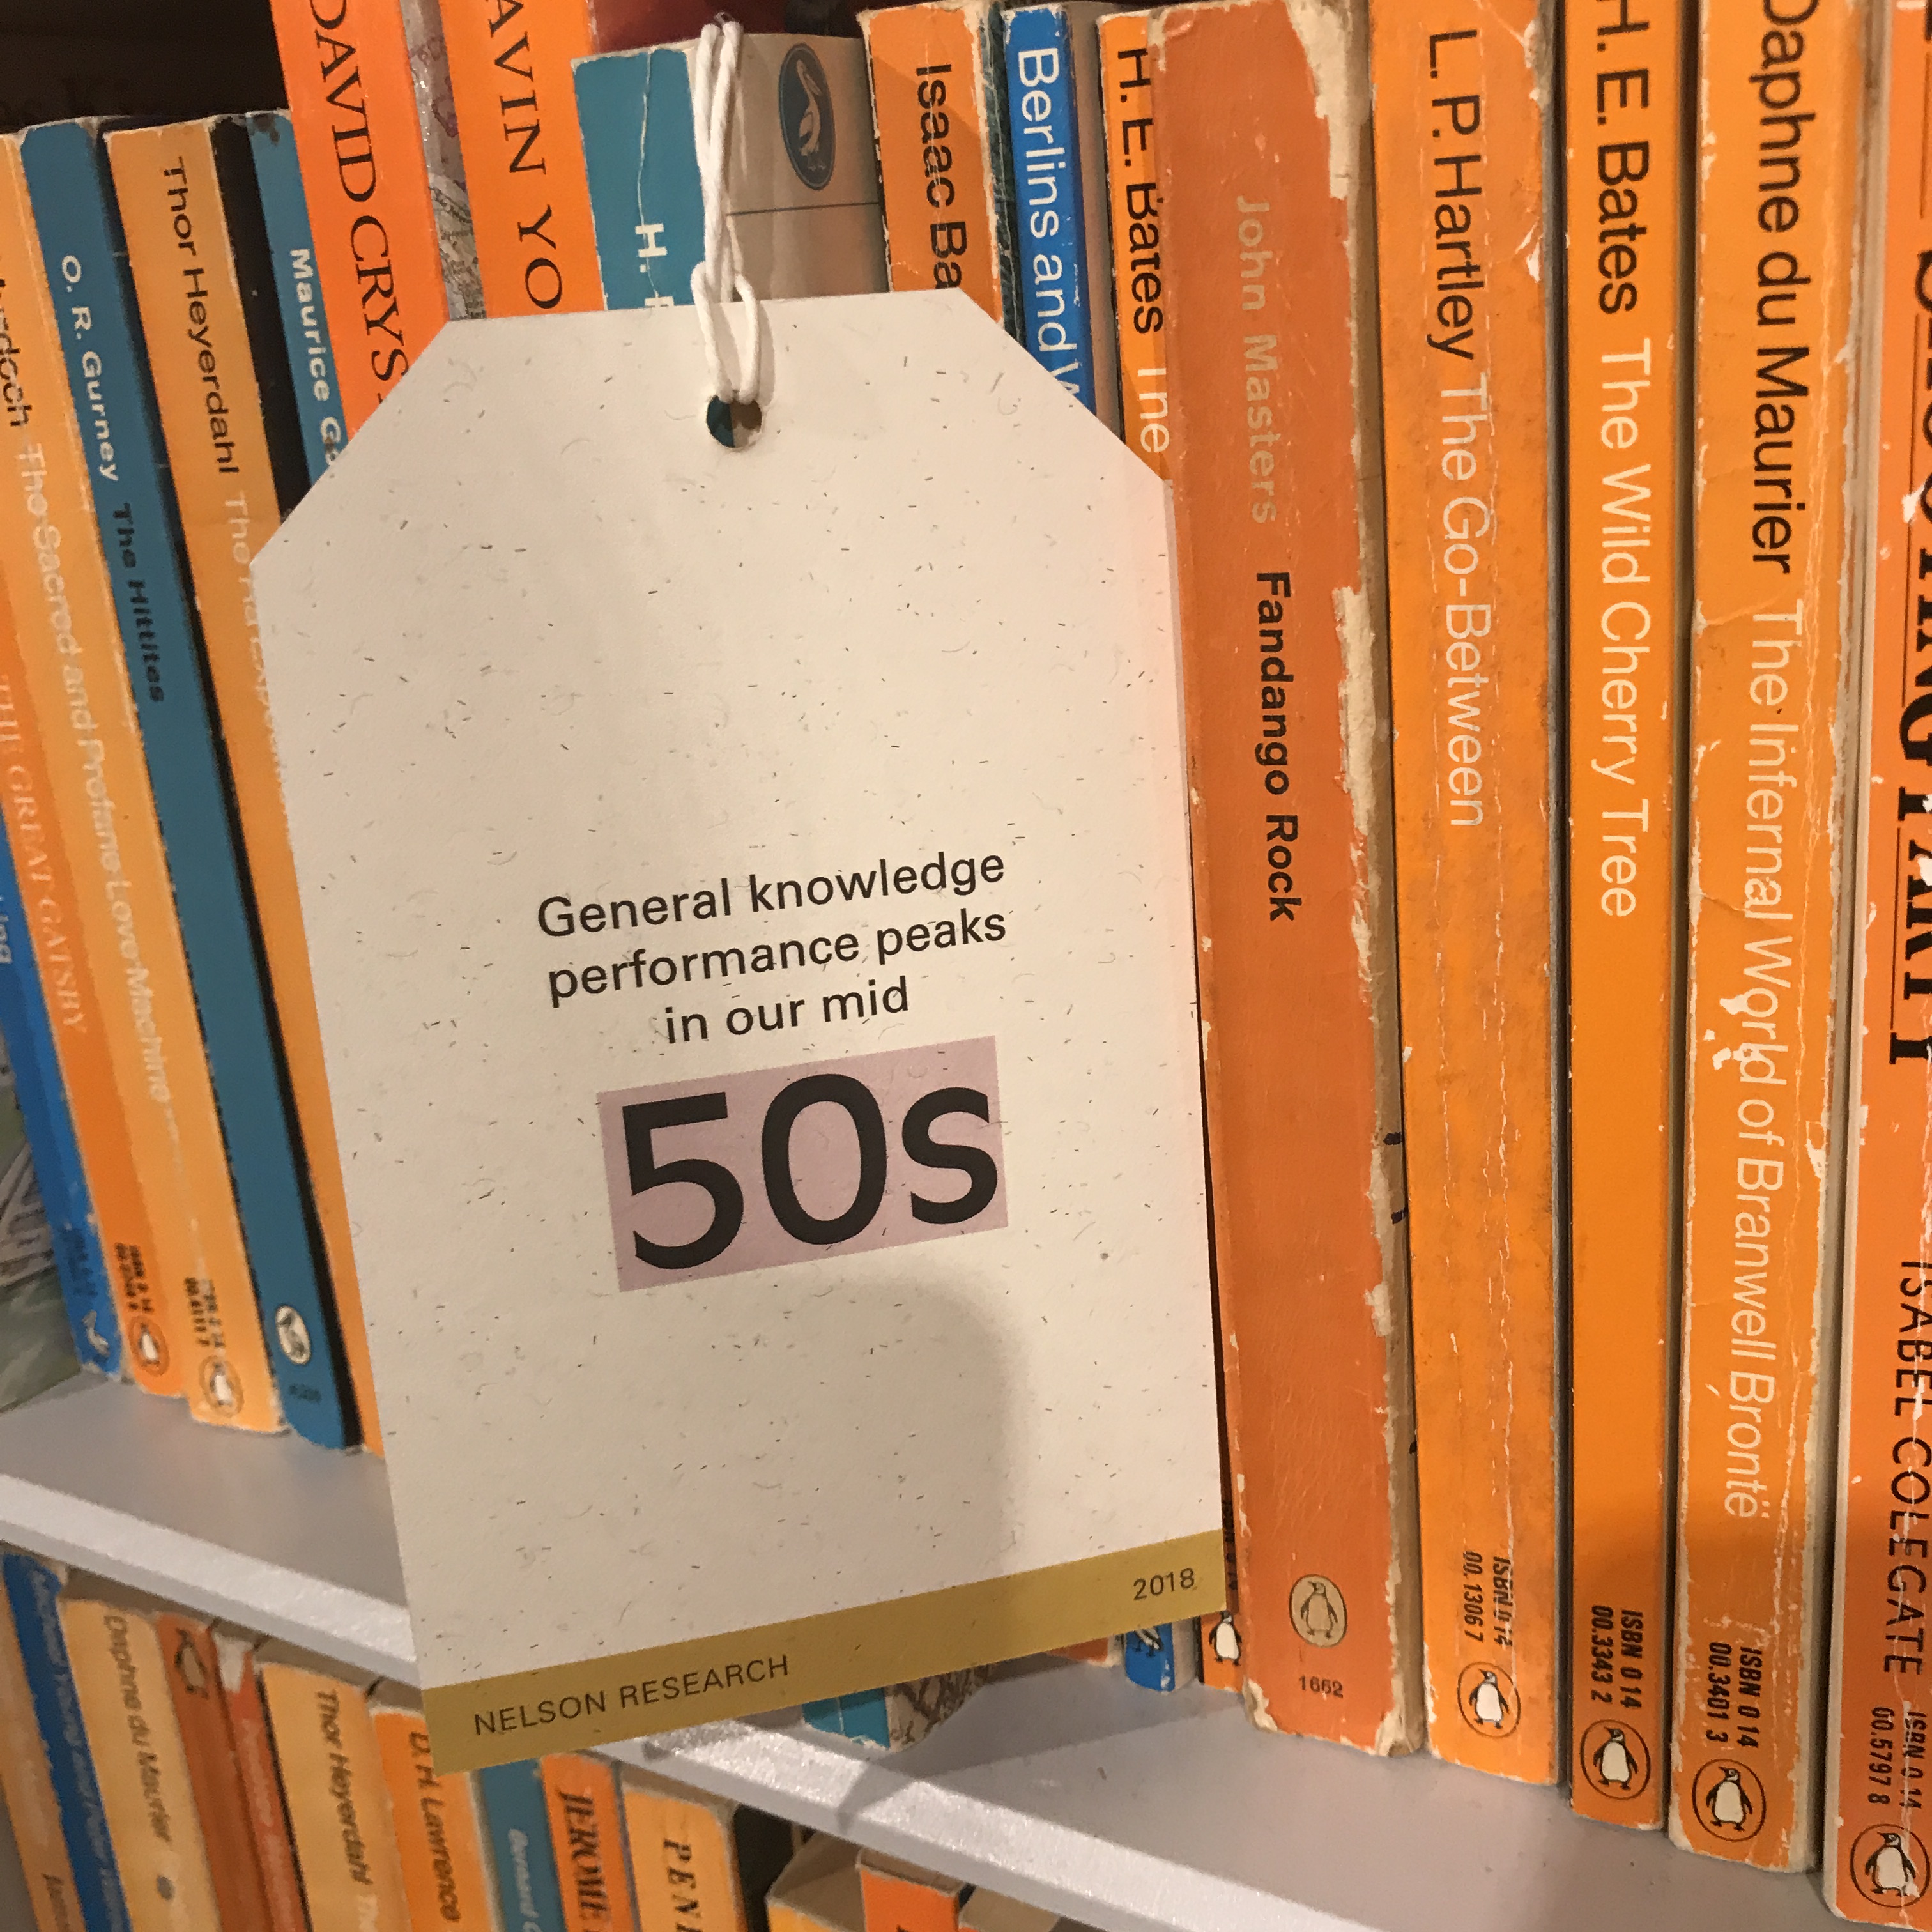 General knowledge
performance peaks
in our mid
50s
NELSON RESEARCH
2018
The Sacred and Profane Love Machine
THE GREAT GATSBY
O. R. Gurney The Hittites
Thor Heyerdahl The
Maurice
DAVID CRYS
AVIN YO
H.
Isaac Ba
Berlins and W
H. E. Bates The
John Masters Fandango Rock
1662
L. P. Hartley The Go-Between
ISBN 0 14
00.1306 7
H. E. Bates The Wild Cherry Tree
ISBN 0 14
00.3343 2
Daphne du Maurier The Infernal World of Branwell Brontë
ISBN 0 14
00.3401 3
ISABEL COLEGATE
ISBN 0 14
00.5797 8
Daphne du Maurier
Thor Heyerdahl
D. H. Lawrence
JEROME
PEN